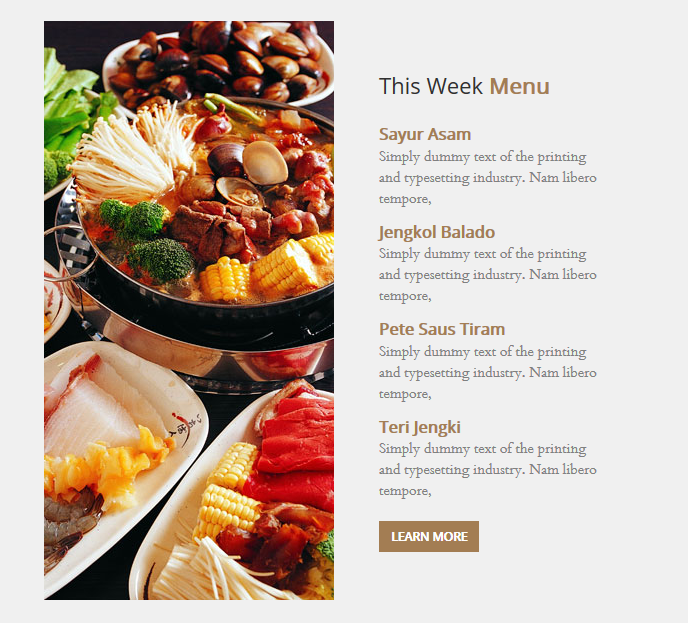 This Week Menu
Sayur Asam
Simply dummy text of the printing
and typesetting industry. Nam libero
tempore,
Jengkol Balado
Simply dummy text of the printing
and typesetting industry. Nam libero
tempore,
Pete Saus Tiram
Simply dummy text of the printing
and typesetting industry. Nam libero
tempore,
Teri Jengki
Simply dummy text of the printing
and typesetting industry. Nam libero
tempore,
LEARN MORE